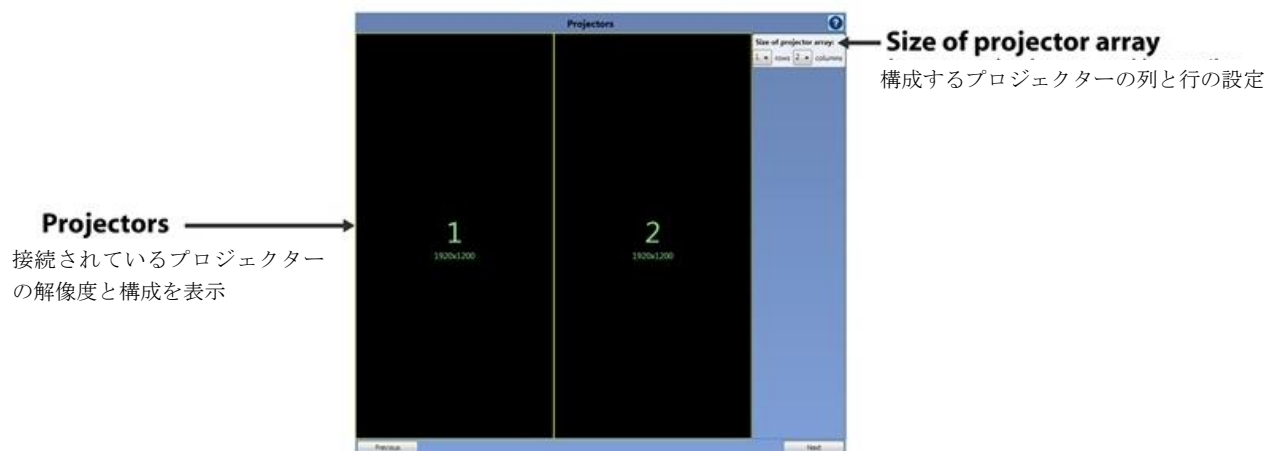 Projectors
?
Size of projector array:
1 rows 2 columns
Size of projector array
構成するプロジェクターの列と行の設定
Projectors
接続されているプロジェクター
の解像度と構成を表示
1
1920x1200
2
1920x1200
Previous
Next